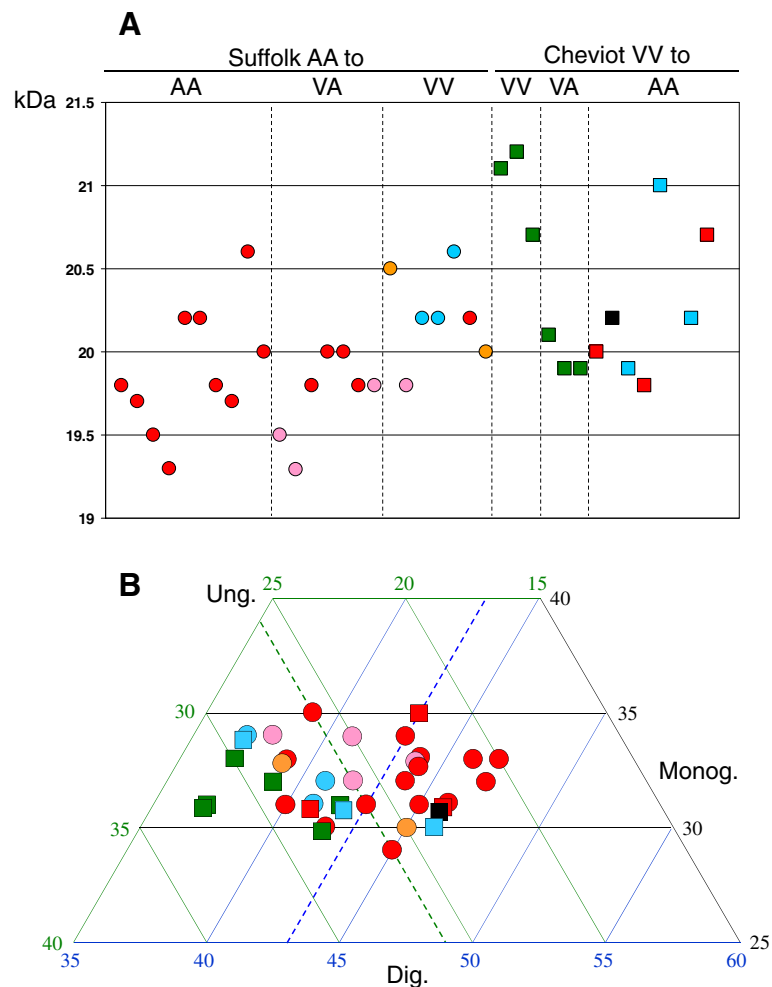 A
Suffolk AA to Cheviot VV to
kDa AA VA VV VV VA AA
21.5
21
20.5
20
19.5
19
B
Ung. 25 20 15
40
30 35
Monog.
35 30
40 25
35 40 45 50 55 60
Dig.